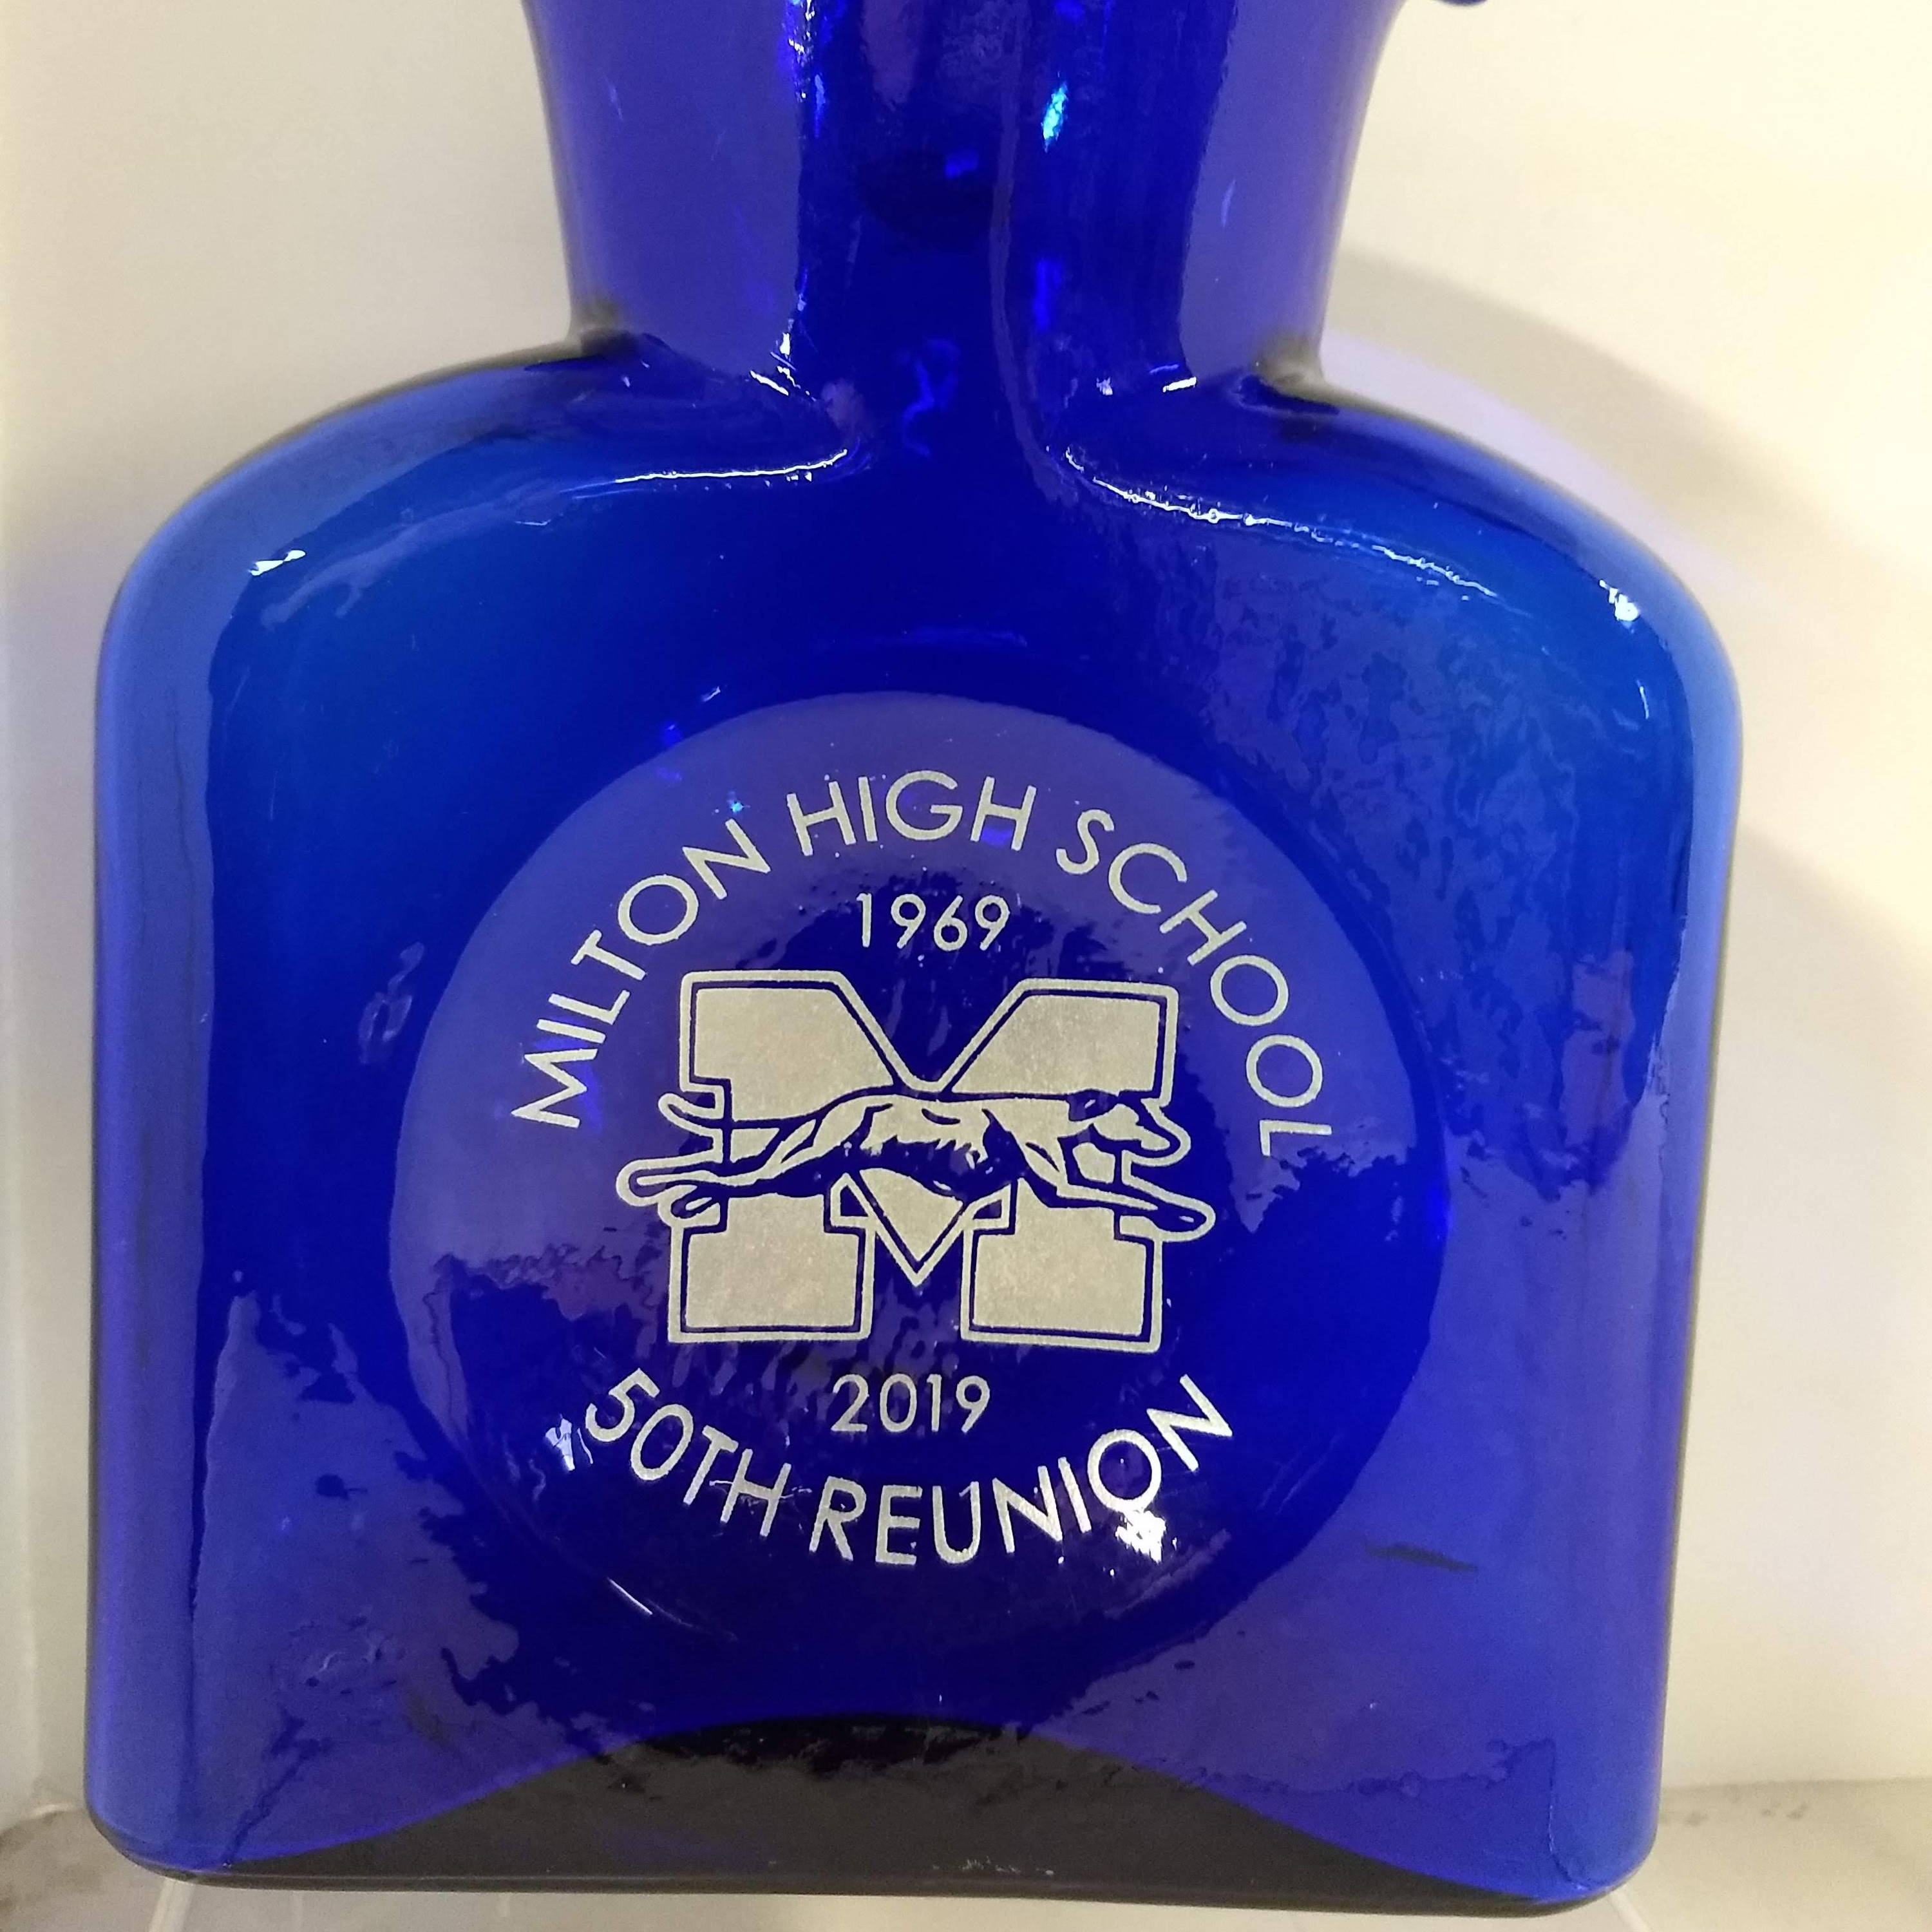 MILTON HIGH SCHOOL
1969
M
2019
50TH REUNION